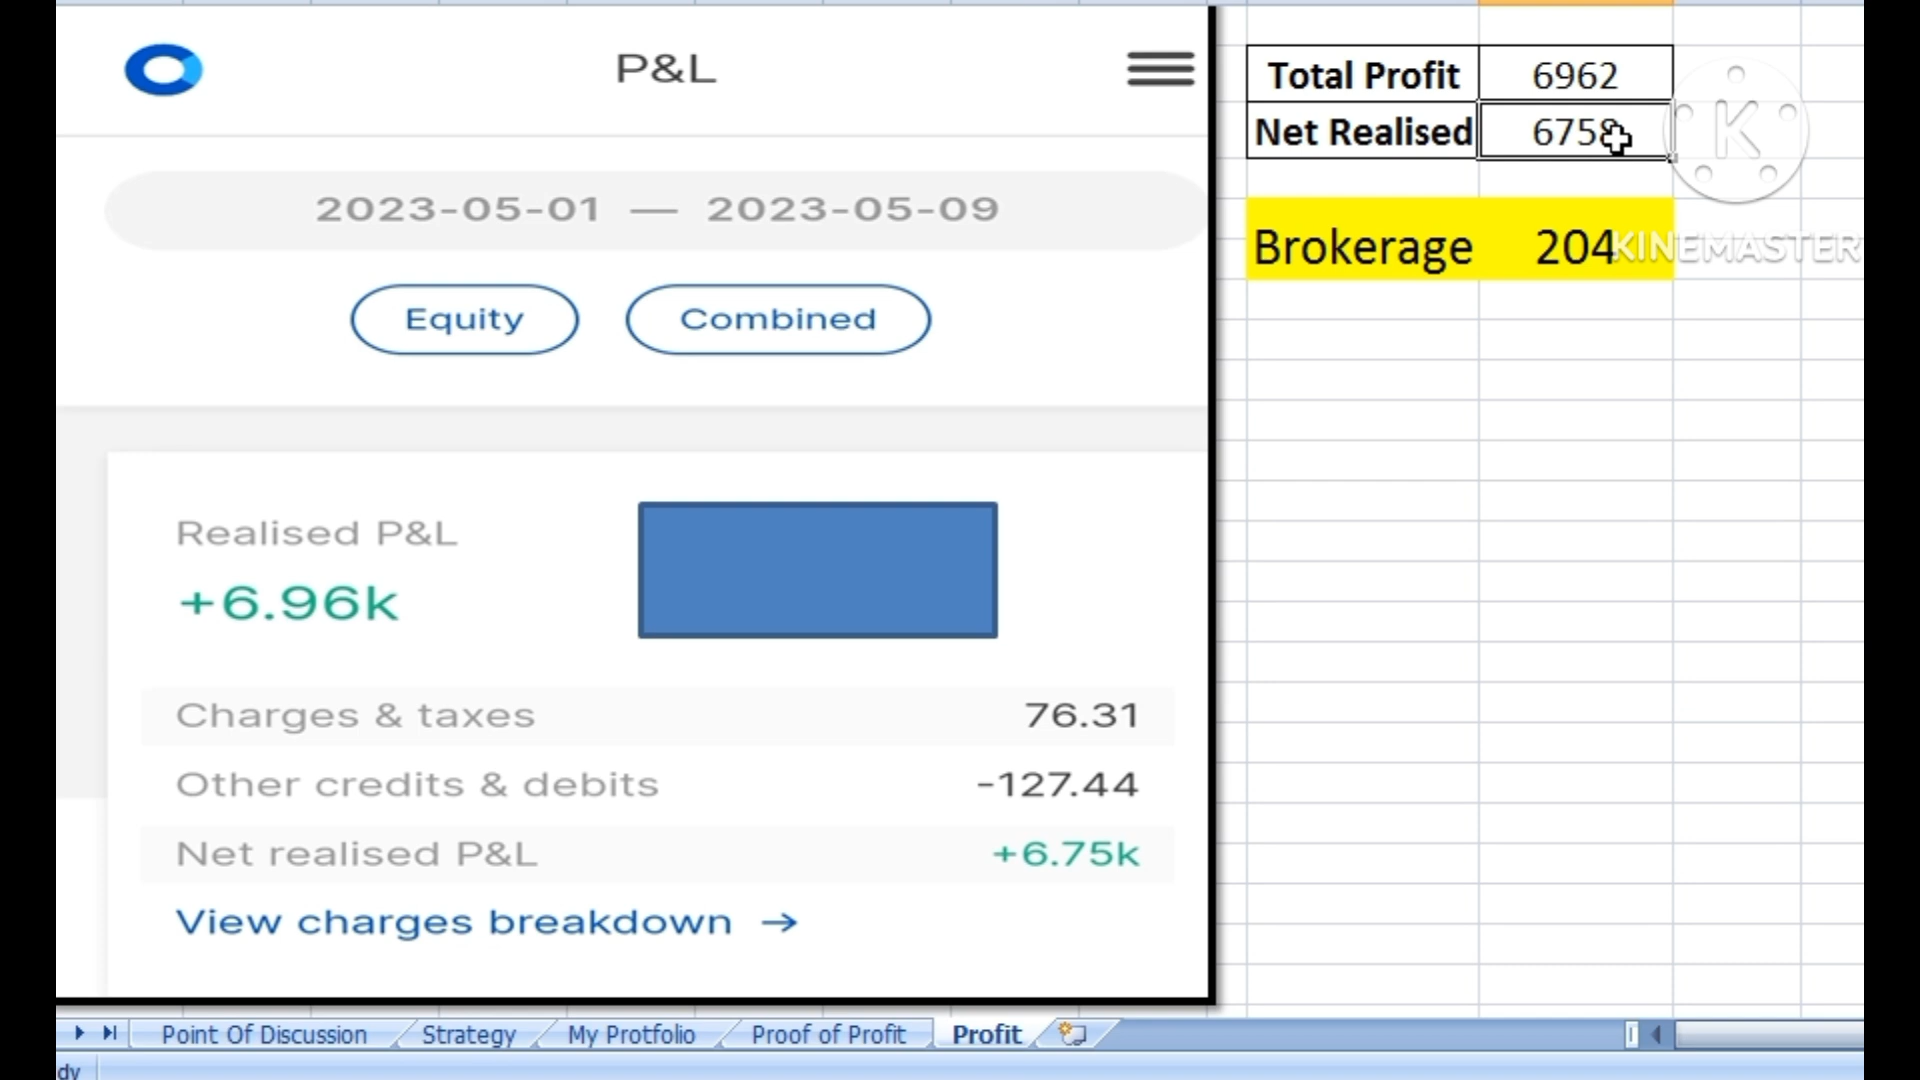 P&L
2023-05-01 — 2023-05-09
Equity Combined
Realised P&L
+6.96k
Charges & taxes 76.31
Other credits & debits -127.44
Net realised P&L +6.75k
View charges breakdown →
Total Profit 6962
Net Realised 6758
Brokerage 204
K
KINEMASTER
Point Of Discussion Strategy My Protfolio Proof of Profit Profit
dy